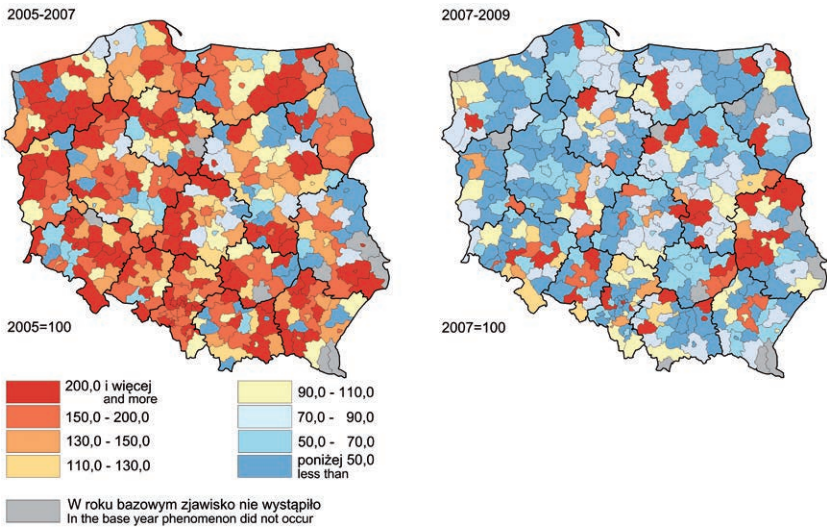 2005-2007
2007-2009
2005=100
2007=100
200,0 i więcej
and more
150,0 - 200,0
130,0 - 150,0
110,0 - 130,0
90,0 - 110,0
70,0 - 90,0
50,0 - 70,0
poniżej 50,0
less than
W roku bazowym zjawisko nie wystąpiło
In the base year phenomenon did not occur